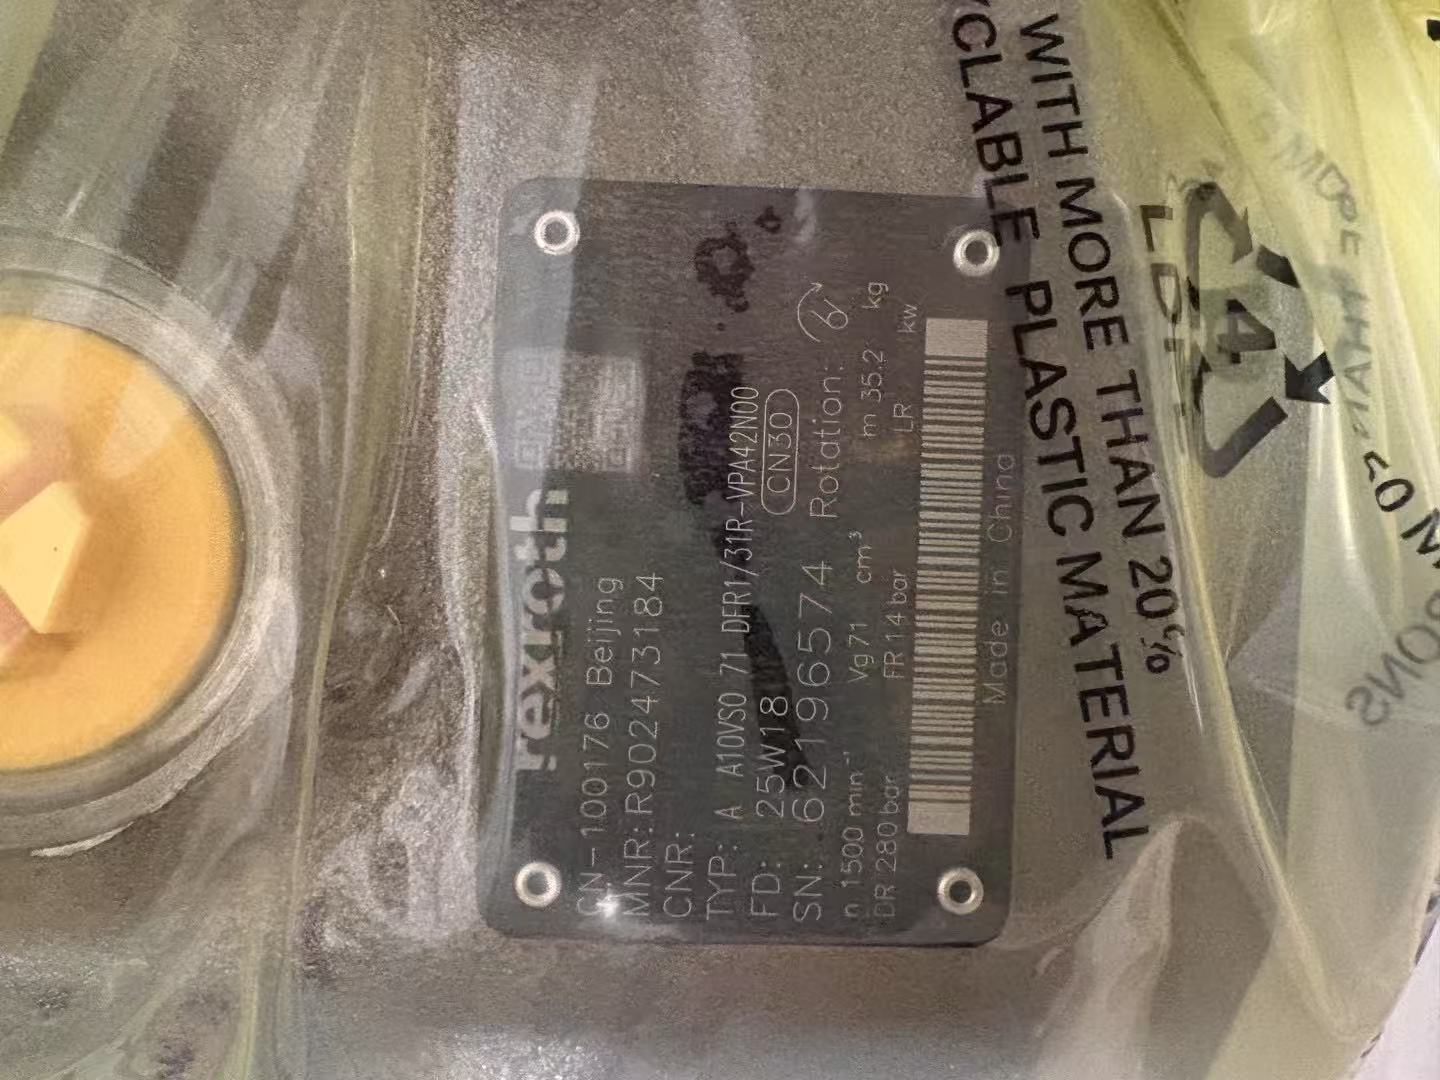 rexroth
CN-100176 Beijing
MNR: R902473184
CNR:
TYP: A A10VSO 71 DFR1/31R-VPA42N00
FD: 25W18 CN30
SN: 62196574 Rotation:
n 1500 min⁻¹ Vg 71 cm³ m 35.2 kg
DR 280 bar FR 14 bar LR kw
Made in China
WITH MORE THAN 20%
CLABLE PLASTIC MATERIAL
4